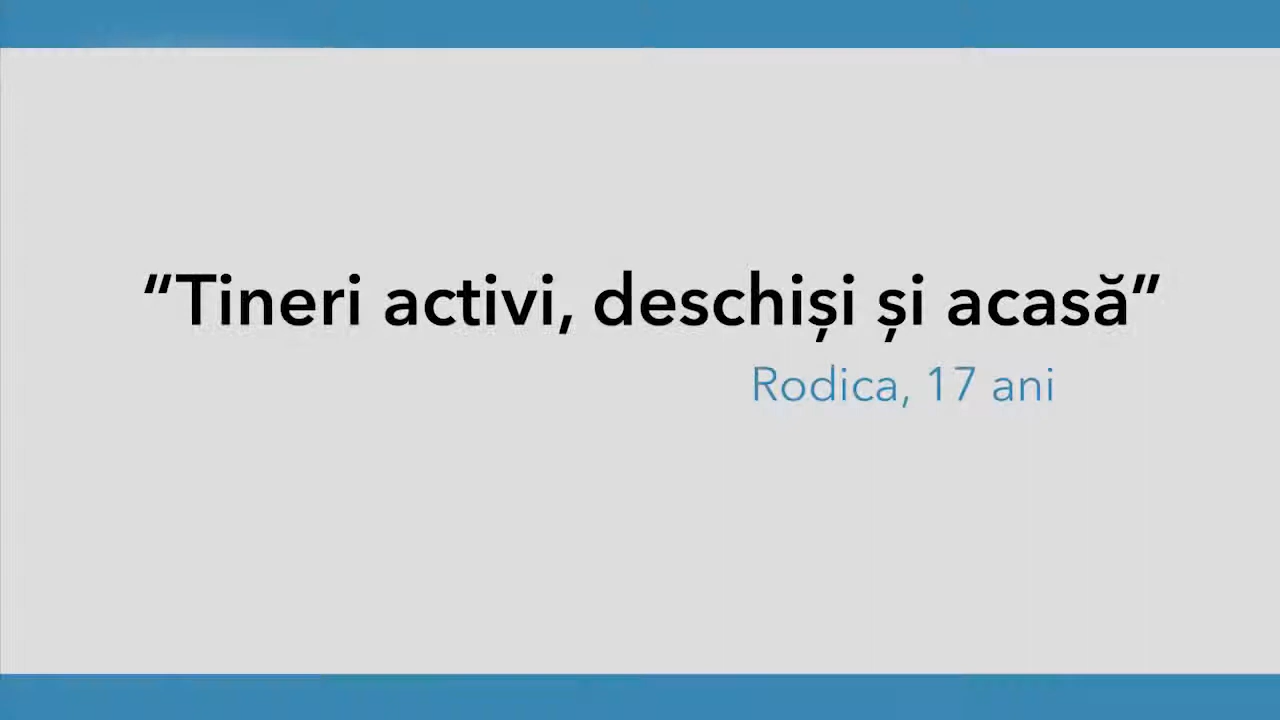 “Tineri activi, deschiși și acasă”
Rodica, 17 ani